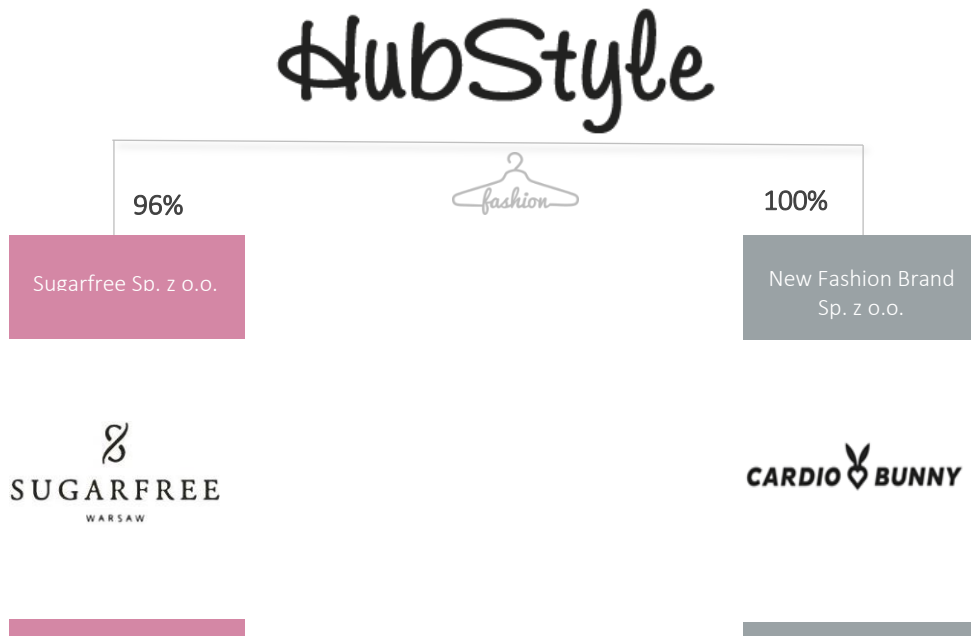 HubStyle
fashion
96%
100%
Sugarfree Sp. z o.o.
New Fashion Brand
Sp. z o.o.
SUGARFREE
WARSAW
CARDIO BUNNY